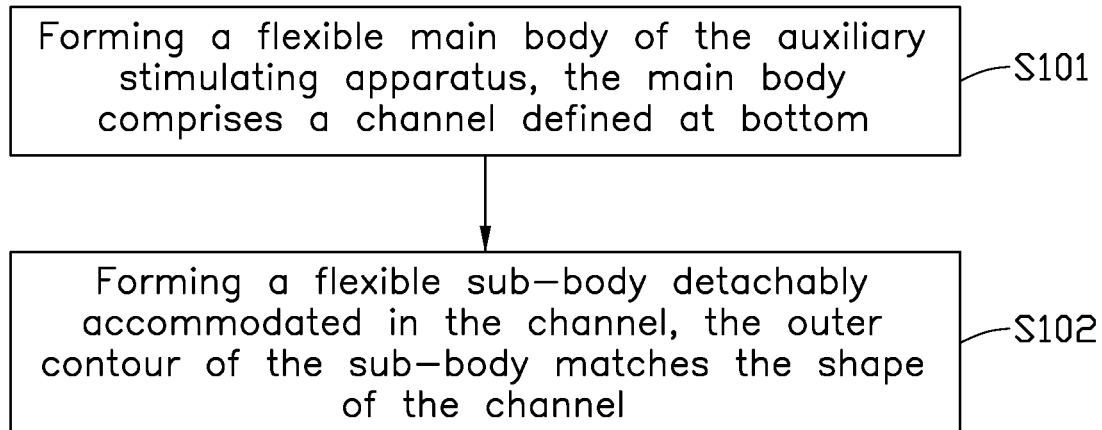 Forming a flexible main body of the auxiliary
stimulating apparatus, the main body
comprises a channel defined at bottom
S101
Forming a flexible sub-body detachably
accommodated in the channel, the outer
contour of the sub-body matches the shape
of the channel
S102